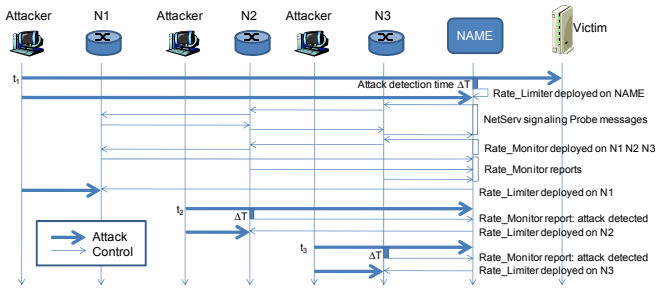 Attacker N1 Attacker N2 Attacker N3 NAME Victim
t1
Attack detection time ΔT
Rate_Limiter deployed on NAME
NetServ signaling Probe messages
Rate_Monitor deployed on N1 N2 N3
Rate_Monitor reports
Rate_Limiter deployed on N1
t2
ΔT
Rate_Monitor report: attack detected
Rate_Limiter deployed on N2
t3
ΔT
Rate_Monitor report: attack detected
Rate_Limiter deployed on N3
Attack
Control